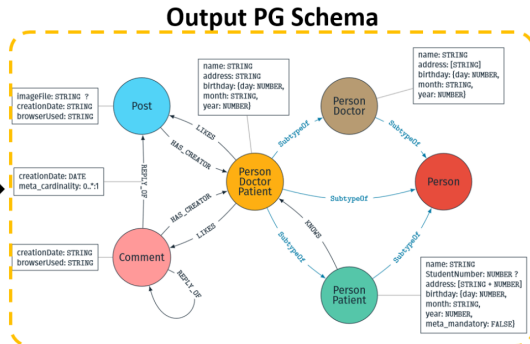 Output PG Schema
name: STRING
address: STRING
birthday: {day: NUMBER,
month: STRING,
year: NUMBER}
name: STRING
address: [STRING]
birthday: {day: NUMBER,
month: STRING,
year: NUMBER}
imageFile: STRING ?
creationDate: STRING
browserUsed: STRING
Post
Person
Doctor
LIKES
HAS_CREATOR
SubtypeOf
SubtypeOf
creationDate: DATE
meta_cardinality: 0..*:1
REPLY_OF
Person
Doctor
Patient
SubtypeOf
Person
HAS_CREATOR
LIKES
KNOWS
SubtypeOf
SubtypeOf
creationDate: STRING
browserUsed: STRING
Comment
REPLY_OF
Person
Patient
name: STRING
StudentNumber: NUMBER ?
address: [STRING + NUMBER]
birthday: {day: NUMBER,
month: STRING,
year: NUMBER,
meta_mandatory: FALSE}